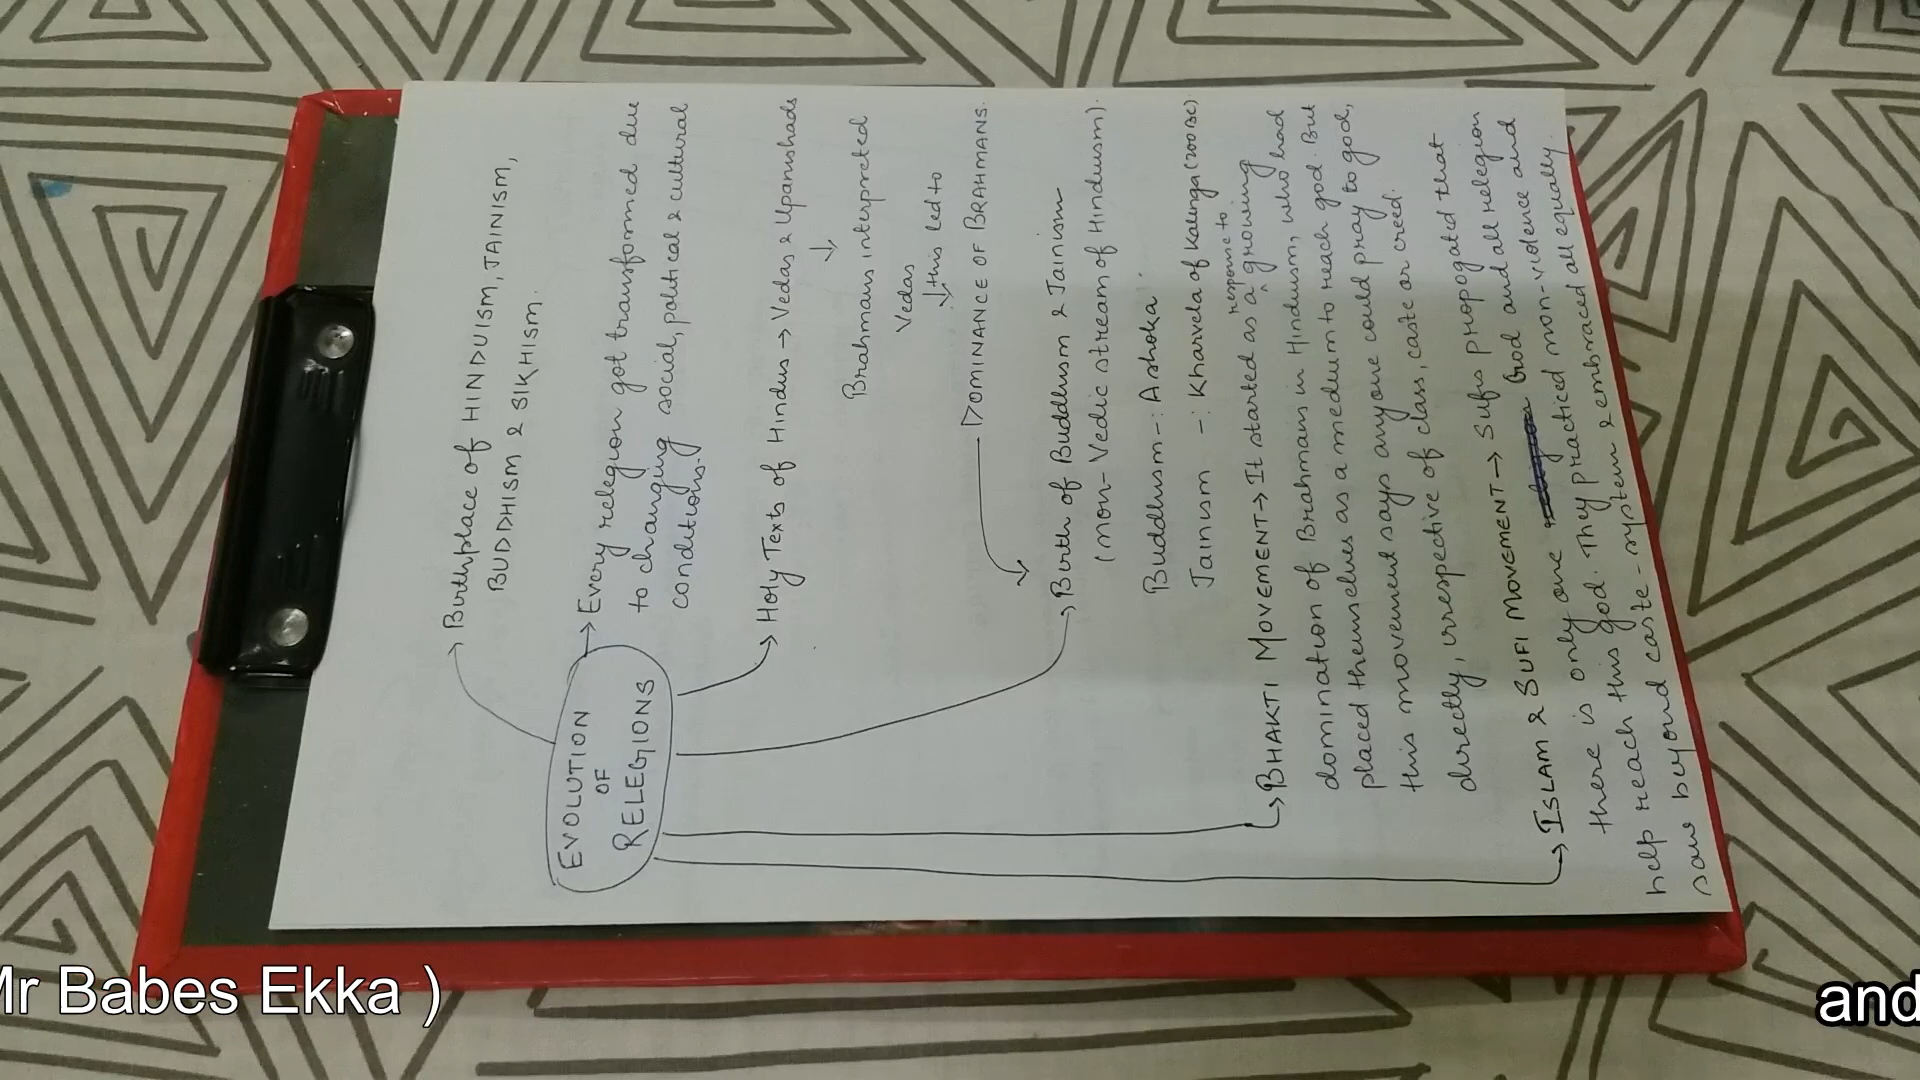 Birthplace of HINDUISM, JAINISM,
BUDDHISM & SIKHISM.
EVOLUTION
OF
RELEGIONS
Every relegion got transformed due
to changing social, political & cultural
conditions.
Holy Texts of Hindus → Vedas & Upanishads
↓
Brahmans interpreted
Vedas
↓ this led to
DOMINANCE OF BRAHMANS.
Birth of Buddhism & Jainism
(non-Vedic stream of Hinduism).
Buddhism -: Ashoka.
Jainism -: Kharvela of Kalinga (200 BC)
BHAKTI MOVEMENT → It started as a ^ response to growing
domination of Brahmans in Hinduism, who had
placed themselves as a medium to reach god. But
this movement says anyone could pray to god,
directly, irrespective of class, caste or creed.
ISLAM & SUFI MOVEMENT → Sufis propogated that
there is only one God and all relegion
help reach this god. They practiced non-violence and
saw beyond caste-system & embraced all equally.
Mr Babes Ekka )
and